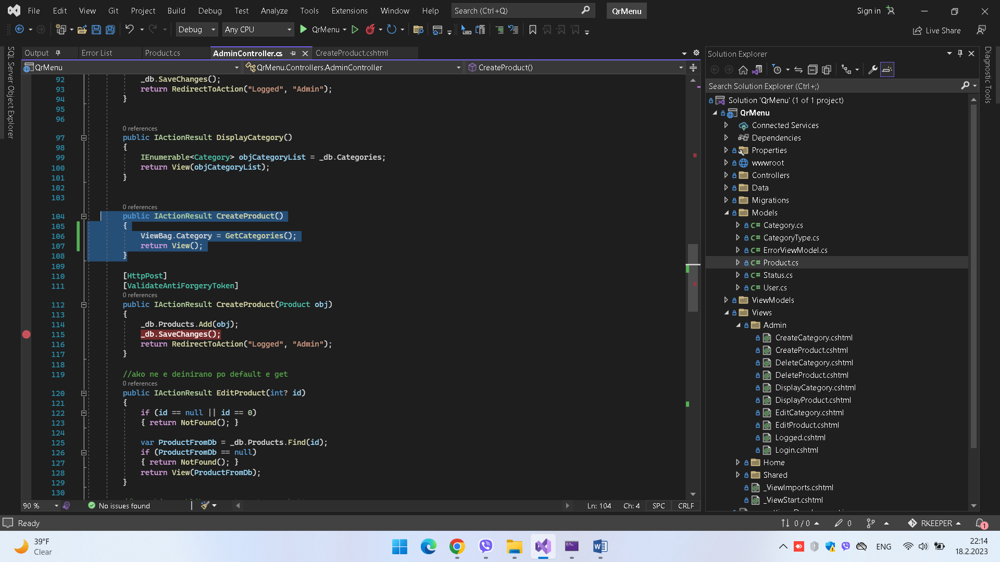 File Edit View Git Project Build Debug Test Analyze Tools Extensions Window Help Search (Ctrl+Q) QrMenu Sign in
Debug Any CPU QrMenu Live Share
SQL Server Object Explorer
Output Error List Product.cs AdminController.cs CreateProduct.cshtml
QrMenu QrMenu.Controllers.AdminController CreateProduct()
92 _db.SaveChanges();
93 return RedirectToAction("Logged", "Admin");
94 }
95
96
0 references
97 public IActionResult DisplayCategory()
98 {
99 IEnumerable<Category> objCategoryList = _db.Categories;
100 return View(objCategoryList);
101 }
102
103
0 references
104 public IActionResult CreateProduct()
105 {
106 ViewBag.Category = GetCategories();
107 return View();
108 }
109
110 [HttpPost]
111 [ValidateAntiForgeryToken]
0 references
112 public IActionResult CreateProduct(Product obj)
113 {
114 _db.Products.Add(obj);
115 _db.SaveChanges();
116 return RedirectToAction("Logged", "Admin");
117 }
118
119 //ako ne e deinirano po default e get
0 references
120 public IActionResult EditProduct(int? id)
121 {
122 if (id == null || id == 0)
123 { return NotFound(); }
124
125 var ProductFromDb = _db.Products.Find(id);
126 if (ProductFromDb == null)
127 { return NotFound(); }
128 return View(ProductFromDb);
129 }
130
90 % No issues found Ln: 104 Ch: 4 SPC CRLF
Solution Explorer
Search Solution Explorer (Ctrl+;)
Solution 'QrMenu' (1 of 1 project)
QrMenu
Connected Services
Dependencies
Properties
wwwroot
Controllers
Data
Migrations
Models
C# Category.cs
C# CategoryType.cs
C# ErrorViewModel.cs
C# Product.cs
C# Status.cs
C# User.cs
ViewModels
Views
Admin
CreateCategory.cshtml
CreateProduct.cshtml
DeleteCategory.cshtml
DeleteProduct.cshtml
DisplayCategory.cshtml
DisplayProduct.cshtml
EditCategory.cshtml
EditProduct.cshtml
Logged.cshtml
Login.cshtml
Home
Shared
_ViewImports.cshtml
_ViewStart.cshtml
Diagnostic Tools
Ready 0 / 0 0 RKEEPER 1
39°F
Clear
ENG
22:14
18.2.2023